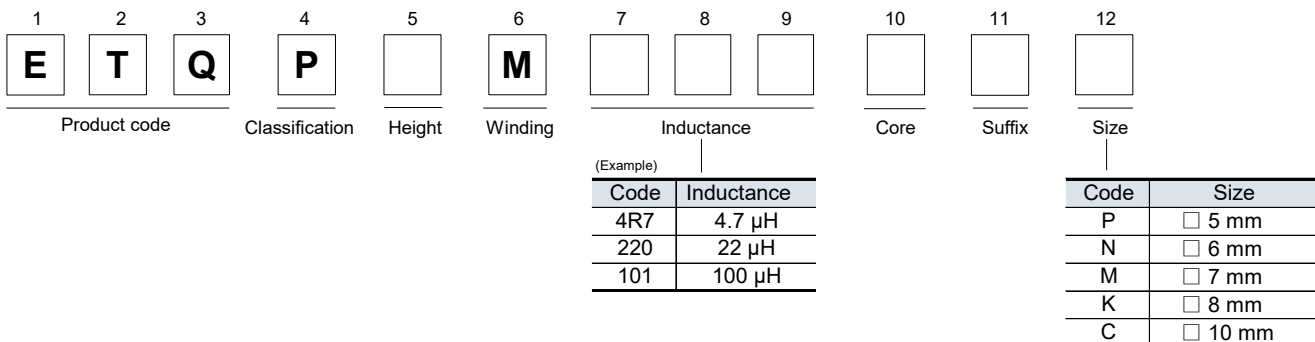 1 2 3 4 5 6 7 8 9 10 11 12
E T Q P M
Product code Classification Height Winding Inductance Core Suffix Size
(Example)
Code Inductance
4R7 4.7 µH
220 22 µH
101 100 µH
Code Size
P □ 5 mm
N □ 6 mm
M □ 7 mm
K □ 8 mm
C □ 10 mm